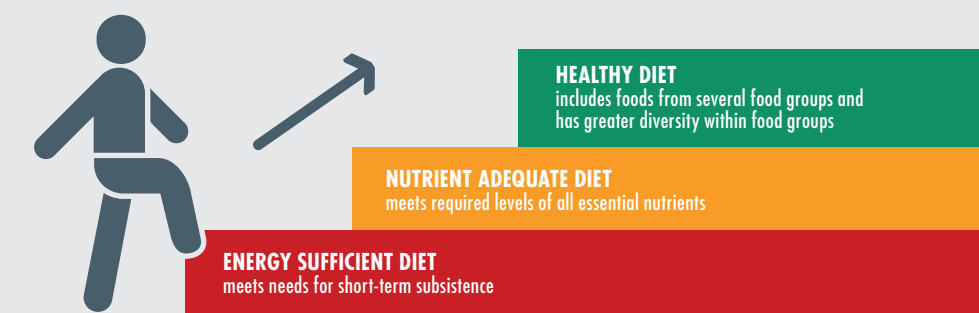 HEALTHY DIET
includes foods from several food groups and
has greater diversity within food groups
NUTRIENT ADEQUATE DIET
meets required levels of all essential nutrients
ENERGY SUFFICIENT DIET
meets needs for short-term subsistence